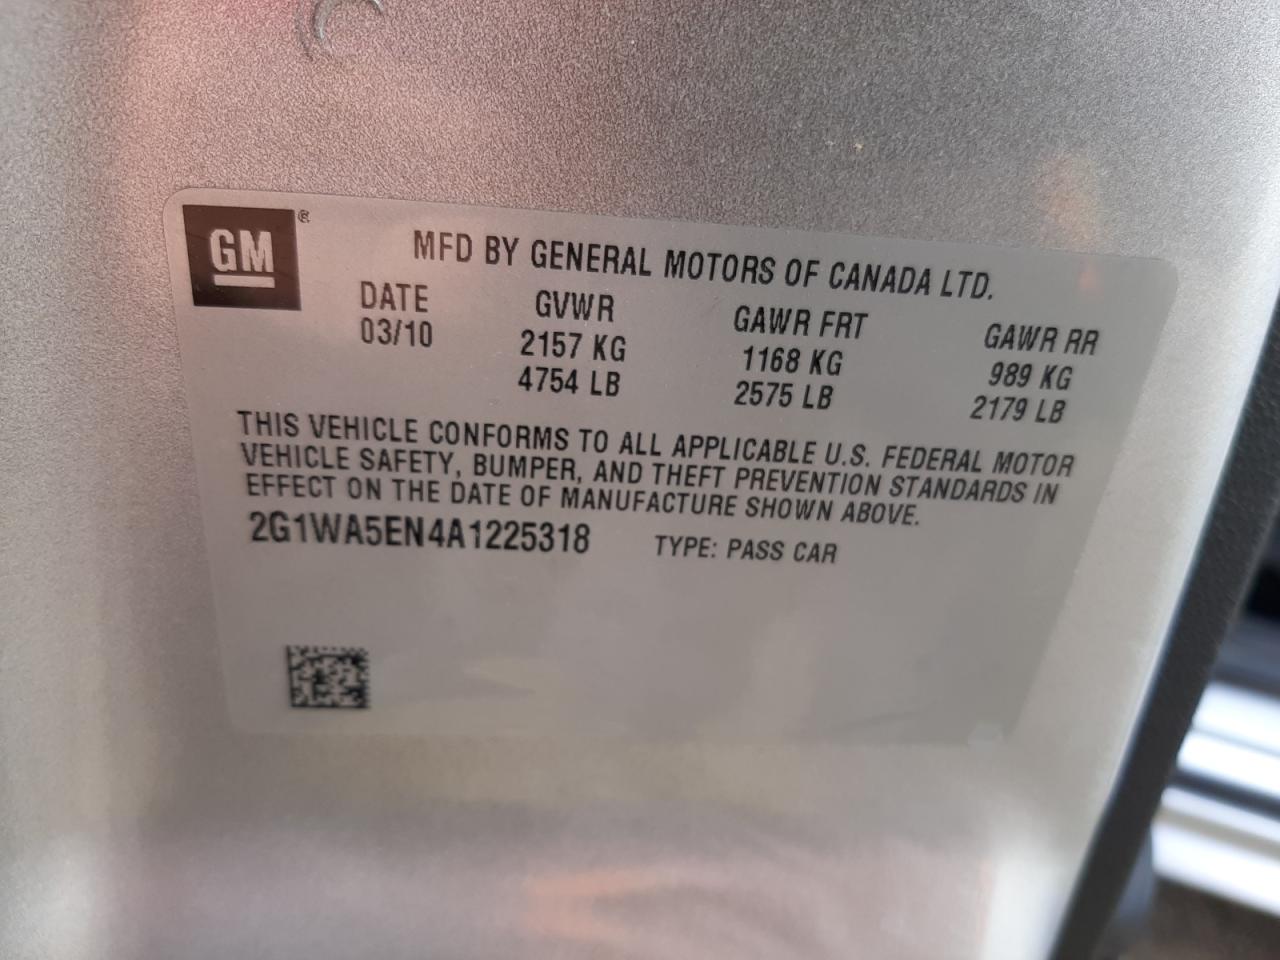 GM ®
MFD BY GENERAL MOTORS OF CANADA LTD.
DATE GVWR GAWR FRT GAWR RR
03/10 2157 KG 1168 KG 989 KG
4754 LB 2575 LB 2179 LB
THIS VEHICLE CONFORMS TO ALL APPLICABLE U.S. FEDERAL MOTOR
VEHICLE SAFETY, BUMPER, AND THEFT PREVENTION STANDARDS IN
EFFECT ON THE DATE OF MANUFACTURE SHOWN ABOVE.
2G1WA5EN4A1225318 TYPE: PASS CAR